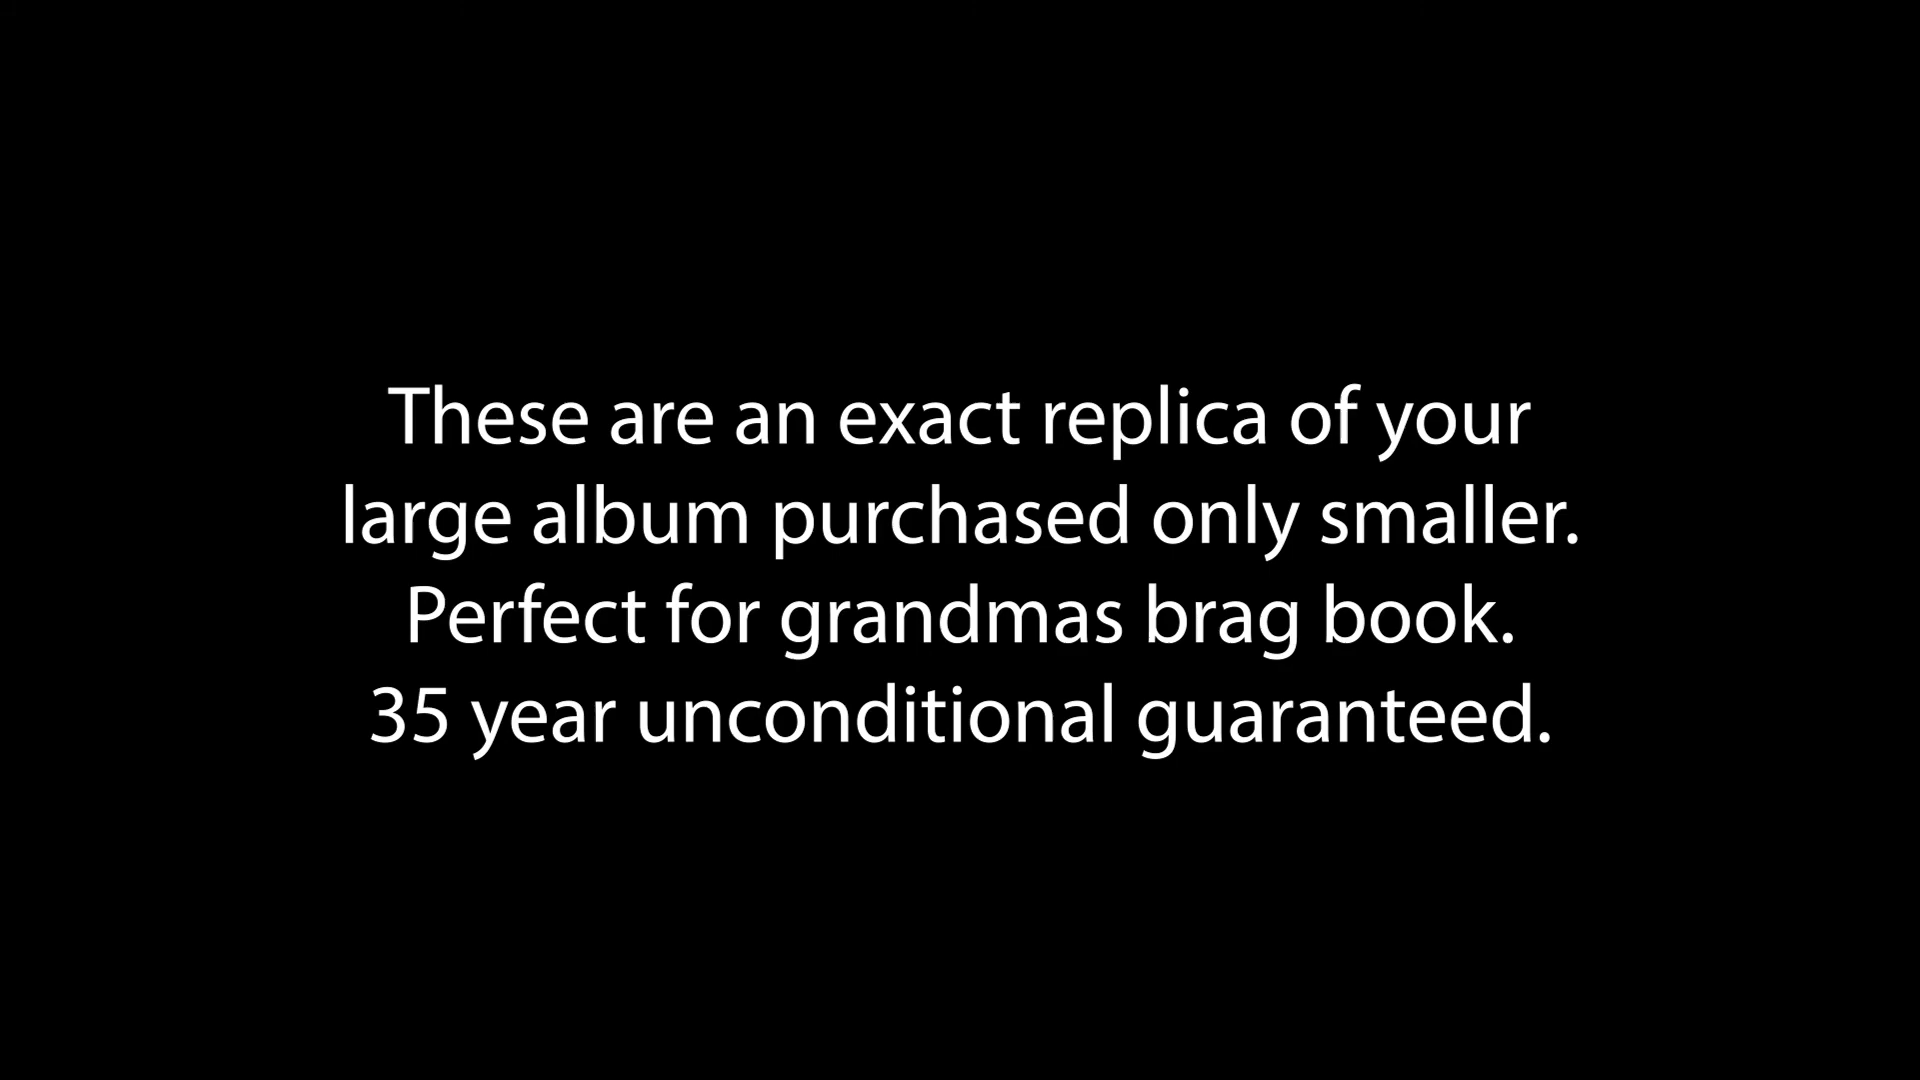 These are an exact replica of your
large album purchased only smaller.
Perfect for grandmas brag book.
35 year unconditional guaranteed.